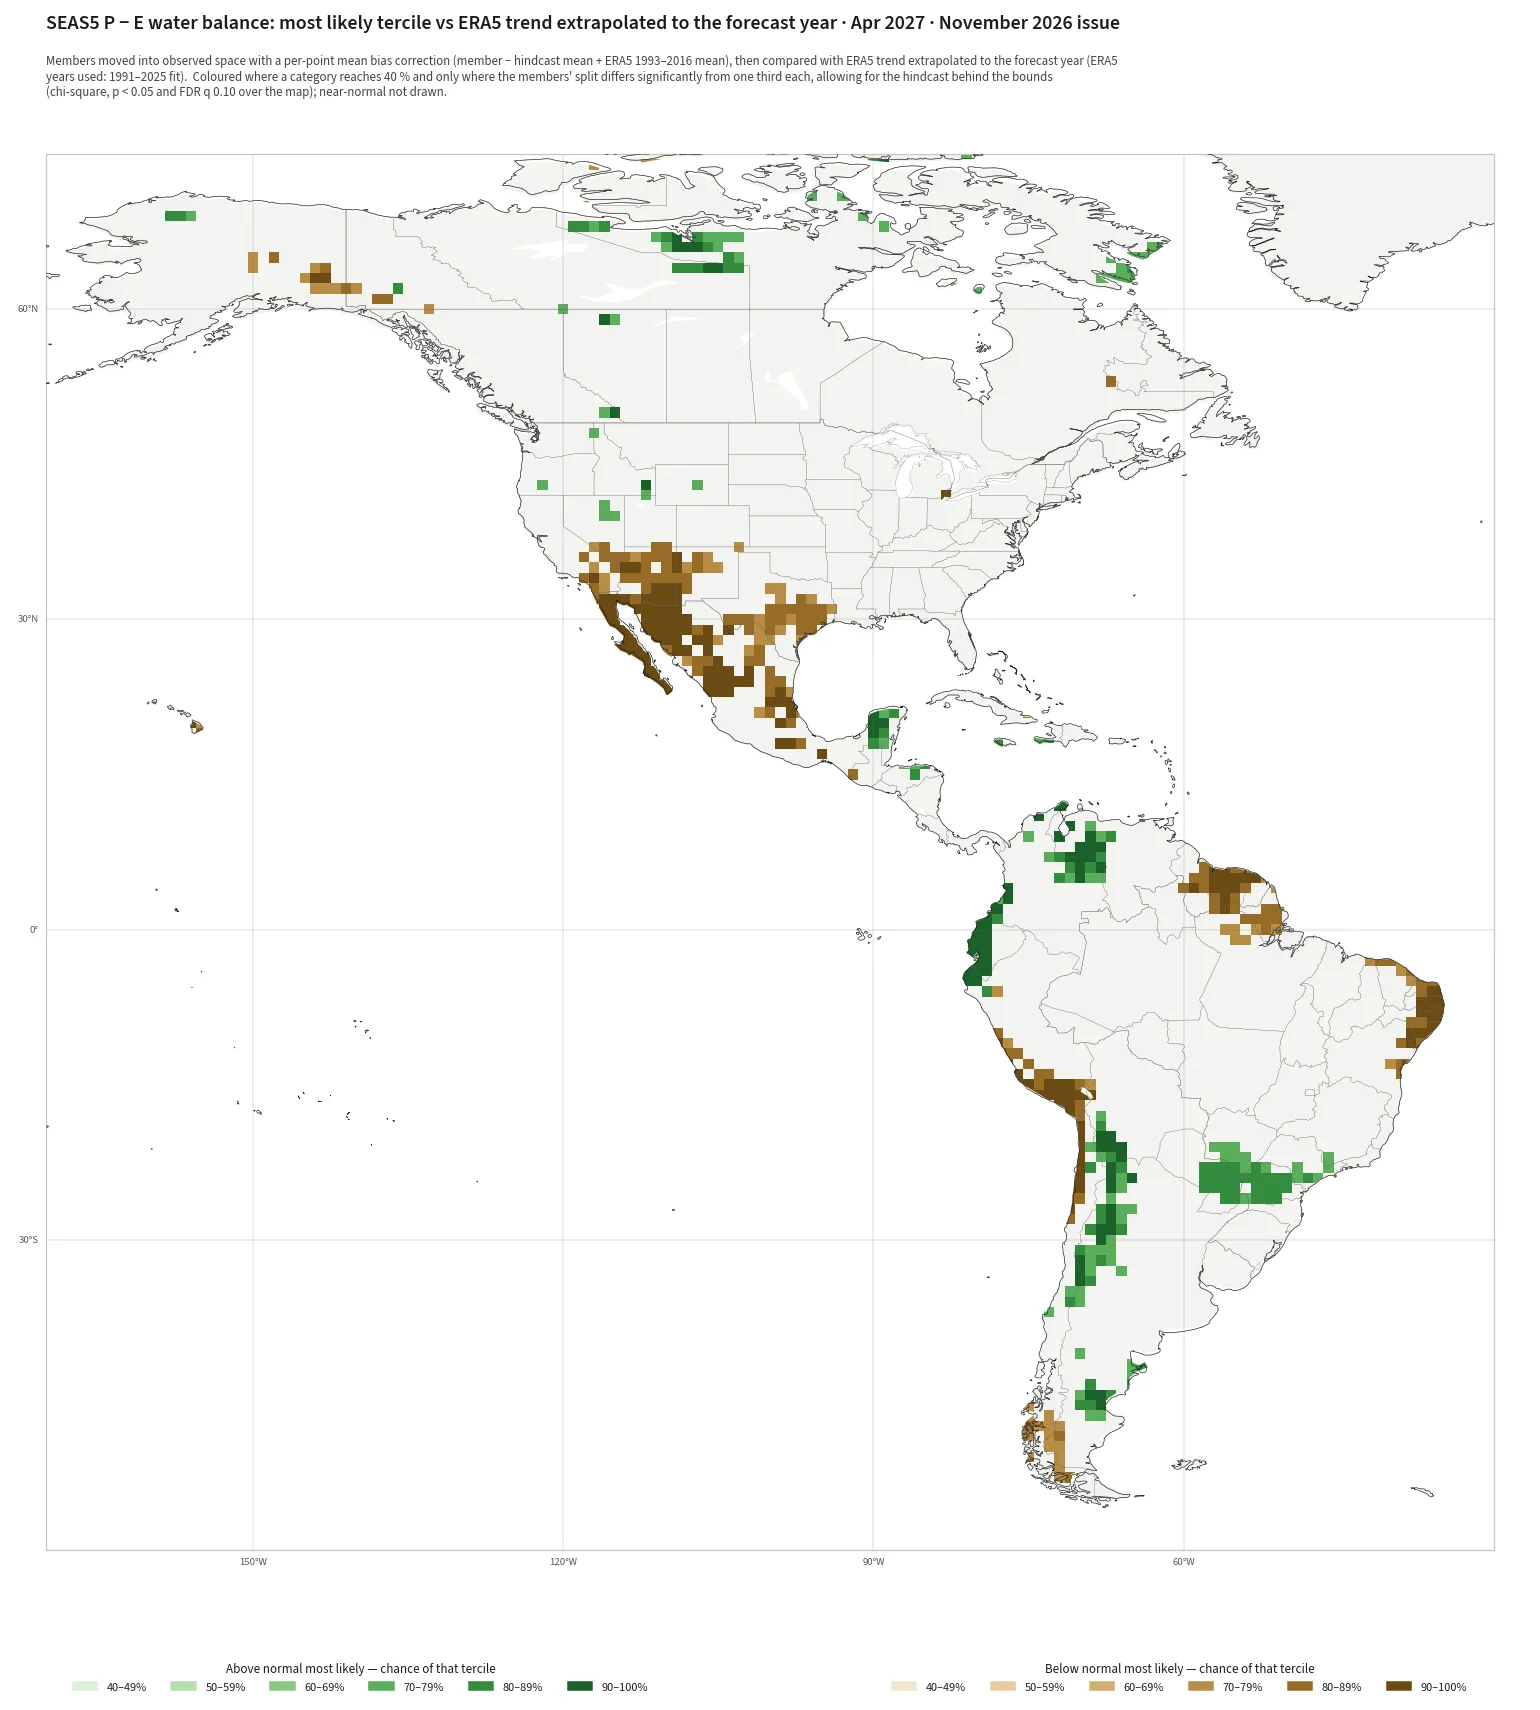 SEAS5 P − E water balance: most likely tercile vs ERA5 trend extrapolated to the forecast year · Apr 2027 · November 2026 issue
Members moved into observed space with a per-point mean bias correction (member − hindcast mean + ERA5 1993–2016 mean), then compared with ERA5 trend extrapolated to the forecast year (ERA5
years used: 1991–2025 fit). Coloured where a category reaches 40 % and only where the members' split differs significantly from one third each, allowing for the hindcast behind the bounds
(chi-square, p < 0.05 and FDR q 0.10 over the map); near-normal not drawn.
60°N
30°N
0°
30°S
150°W 120°W 90°W 60°W
Above normal most likely — chance of that tercile
40–49% 50–59% 60–69% 70–79% 80–89% 90–100%
Below normal most likely — chance of that tercile
40–49% 50–59% 60–69% 70–79% 80–89% 90–100%